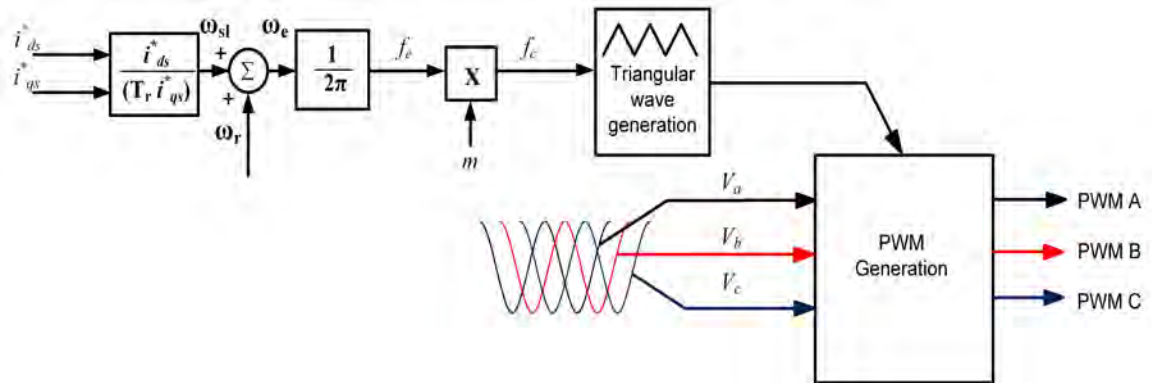 i*ds
i*qs
i*ds
(Tr i*qs)
ωsl
+
Σ
+
ωr
ωe
1
2π
fe
X
m
fc
Triangular
wave
generation
Va
Vb
Vc
PWM
Generation
PWM A
PWM B
PWM C